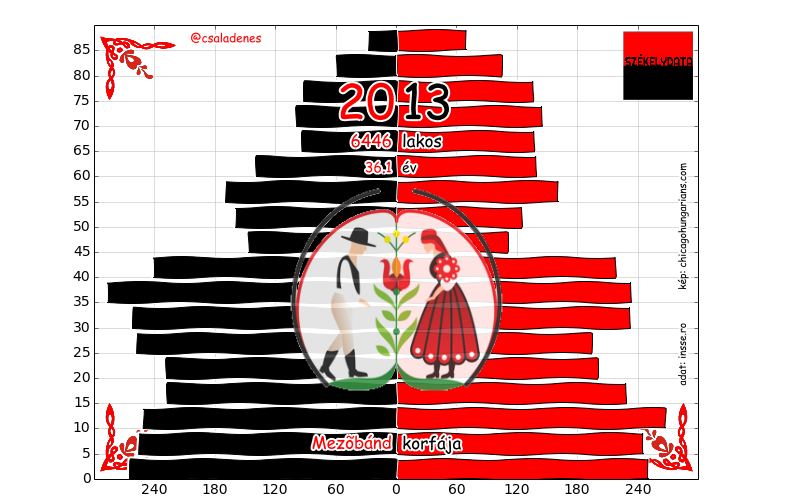 @csaladenes
SZÉKELYDATA
2013
6446 lakos
36.1 év
kép: chicagohungarians.com
adat: insse.ro
Mezőbánd korfája
85
80
75
70
65
60
55
50
45
40
35
30
25
20
15
10
5
0
240 180 120 60 0 60 120 180 240